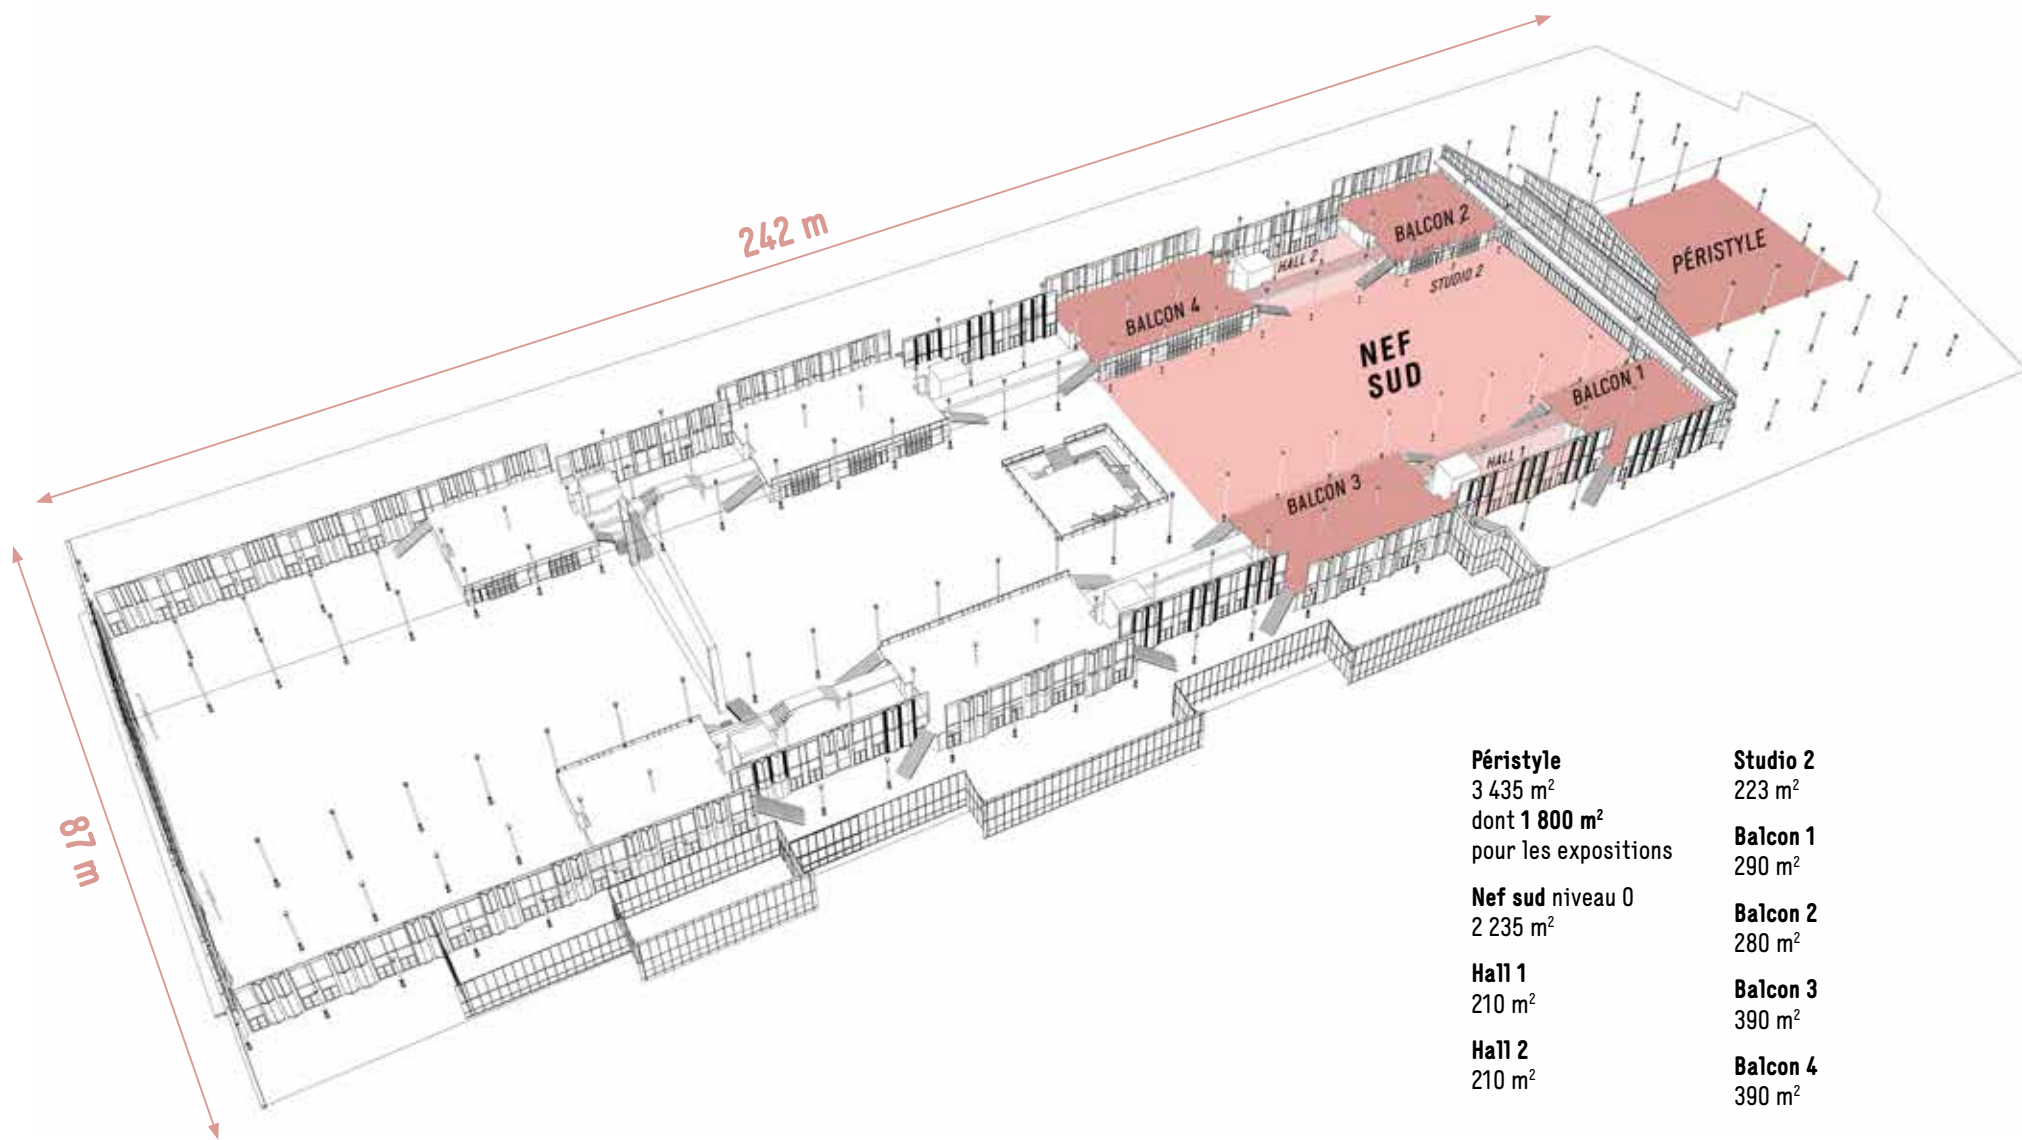 242 m
87 m
BALCON 2
PÉRISTYLE
HALL 2
STUDIO 2
BALCON 4
NEF
SUD
BALCON 1
HALL 1
BALCON 3
Péristyle
3 435 m²
dont 1 800 m²
pour les expositions
Nef sud niveau 0
2 235 m²
Hall 1
210 m²
Hall 2
210 m²
Studio 2
223 m²
Balcon 1
290 m²
Balcon 2
280 m²
Balcon 3
390 m²
Balcon 4
390 m²